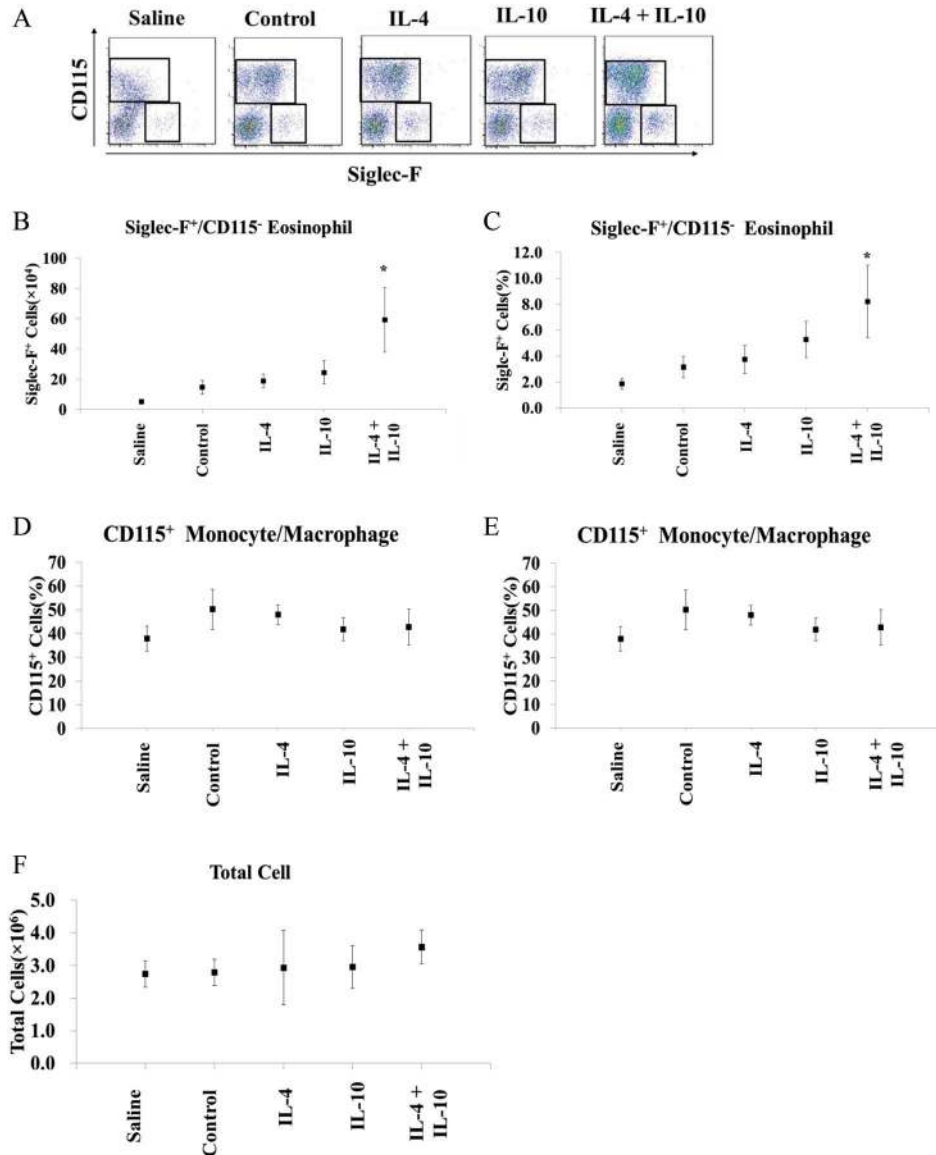 A
Saline Control IL-4 IL-10 IL-4 + IL-10
CD115
Siglec-F
B
Siglec-F⁺/CD115⁻ Eosinophil
Siglec-F⁺ Cells(×10⁴)
100
80
60
40
20
0
*
Saline
Control
IL-4
IL-10
IL-4 +
IL-10
C
Siglec-F⁺/CD115⁻ Eosinophil
Siglc-F⁺ Cells(%)
12.0
10.0
8.0
6.0
4.0
2.0
0.0
*
Saline
Control
IL-4
IL-10
IL-4 +
IL-10
D
CD115⁺ Monocyte/Macrophage
CD115⁺ Cells(%)
70
60
50
40
30
20
10
0
Saline
Control
IL-4
IL-10
IL-4 +
IL-10
E
CD115⁺ Monocyte/Macrophage
CD115⁺ Cells(%)
70
60
50
40
30
20
10
0
Saline
Control
IL-4
IL-10
IL-4 +
IL-10
F
Total Cell
Total Cells(×10⁶)
5.0
4.0
3.0
2.0
1.0
0.0
Saline
Control
IL-4
IL-10
IL-4 +
IL-10